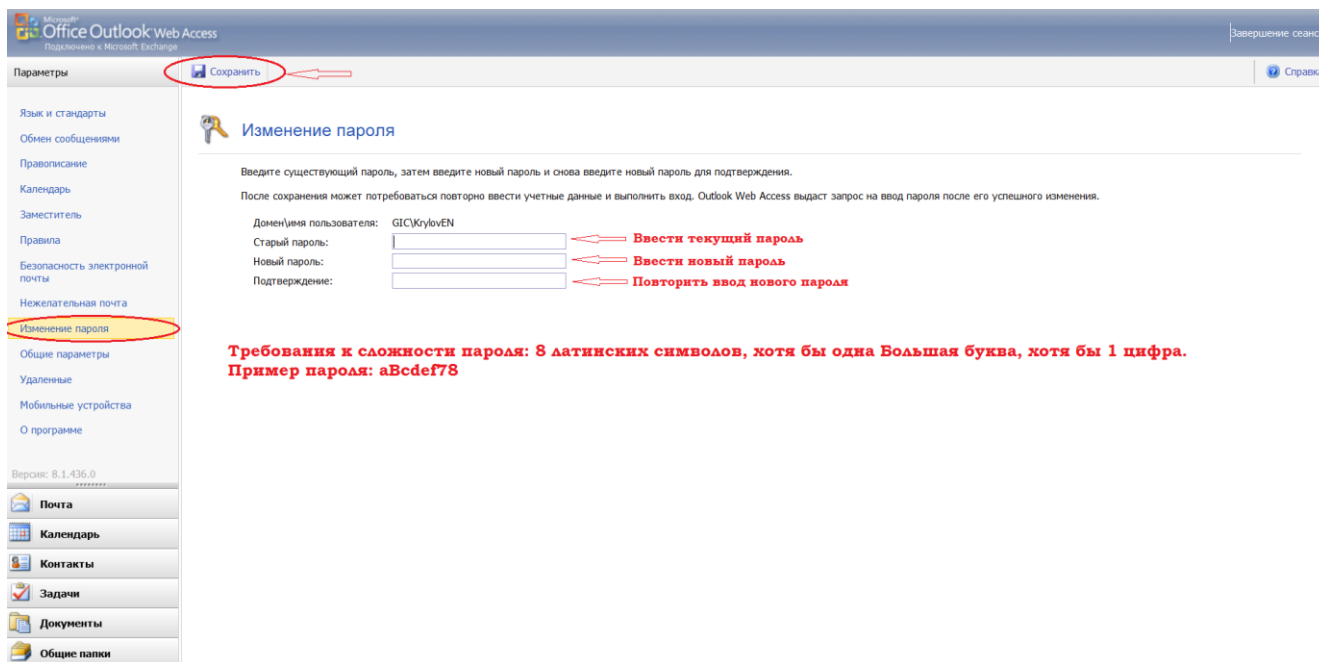 Microsoft
Office Outlook Web Access
Подключено к Microsoft Exchange
Завершение сеанс
Параметры
Сохранить
Справка
Язык и стандарты
Обмен сообщениями
Правописание
Календарь
Заместитель
Правила
Безопасность электронной
почты
Нежелательная почта
Изменение пароля
Общие параметры
Удаленные
Мобильные устройства
О программе
Версия: 8.1.436.0
Почта
Календарь
Контакты
Задачи
Документы
Общие папки
Изменение пароля
Введите существующий пароль, затем введите новый пароль и снова введите новый пароль для подтверждения.
После сохранения может потребоваться повторно ввести учетные данные и выполнить вход. Outlook Web Access выдаст запрос на ввод пароля после его успешного изменения.
Домен\имя пользователя: GIC\KrylovEN
Старый пароль: Ввести текущий пароль
Новый пароль: Ввести новый пароль
Подтверждение: Повторить ввод нового пароля
Требования к сложности пароля: 8 латинских символов, хотя бы одна Большая буква, хотя бы 1 цифра.
Пример пароля: aBcdef78